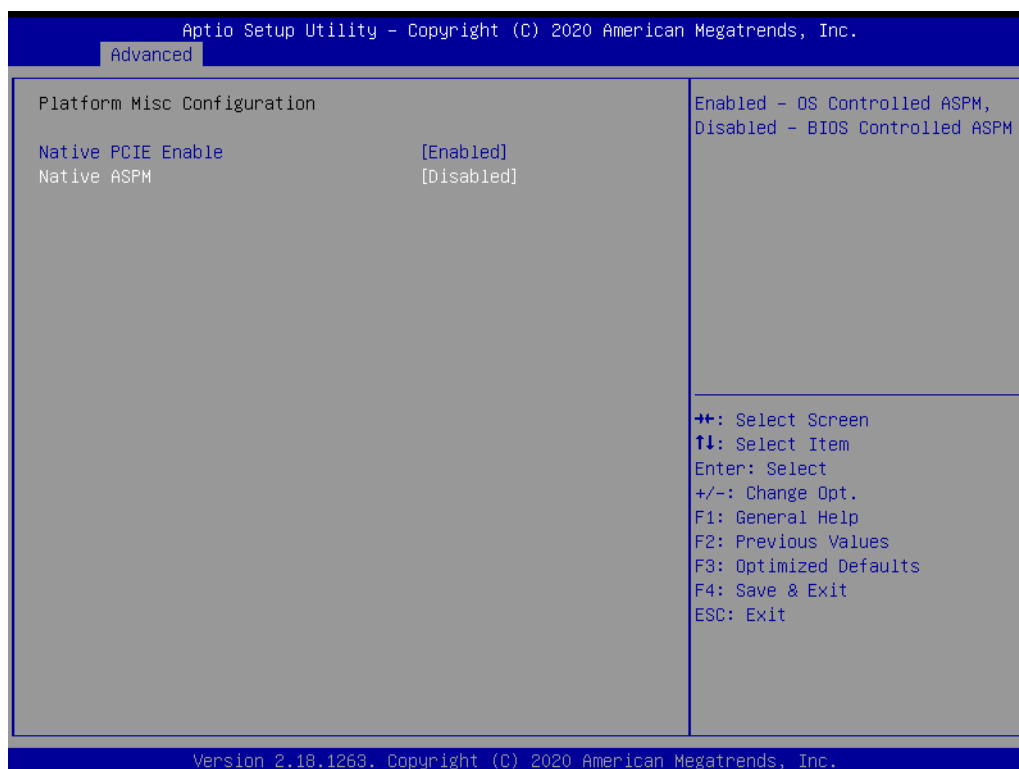 Aptio Setup Utility – Copyright (C) 2020 American Megatrends, Inc.
Advanced
Platform Misc Configuration
Native PCIE Enable [Enabled]
Native ASPM [Disabled]
Enabled – OS Controlled ASPM,
Disabled – BIOS Controlled ASPM
→←: Select Screen
↑↓: Select Item
Enter: Select
+/-: Change Opt.
F1: General Help
F2: Previous Values
F3: Optimized Defaults
F4: Save & Exit
ESC: Exit
Version 2.18.1263. Copyright (C) 2020 American Megatrends, Inc.